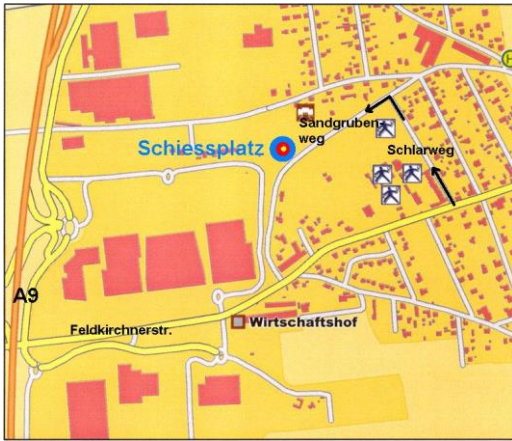 H
Sandgruben-
weg
Schiessplatz
Schlarweg
A9
Feldkirchnerstr.
Wirtschaftshof